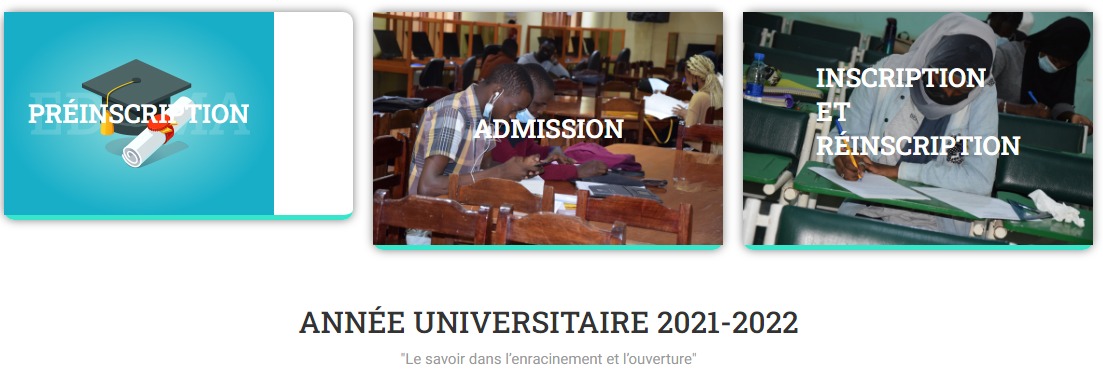 PRÉINSCRIPTION
ADMISSION
INSCRIPTION
ET
RÉINSCRIPTION
ANNÉE UNIVERSITAIRE 2021-2022
"Le savoir dans l’enracinement et l’ouverture"